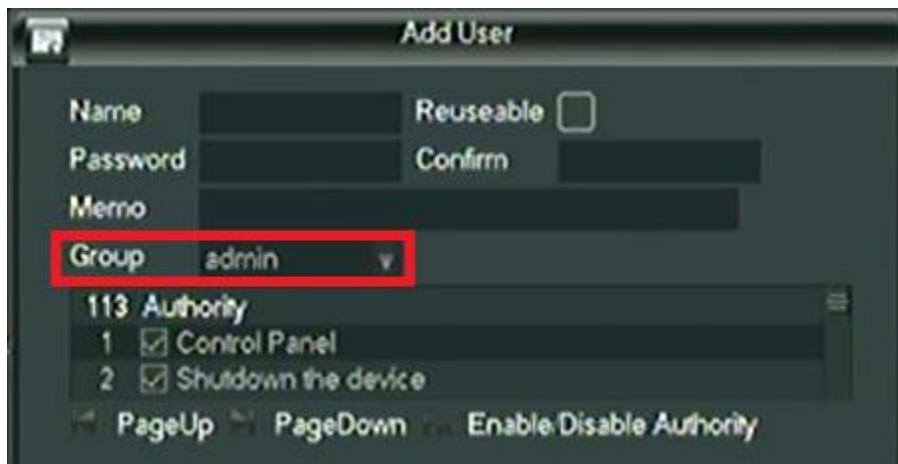 Add User
Name Reuseable
Password Confirm
Memo
Group admin
113 Authority
1 Control Panel
2 Shutdown the device
PageUp PageDown Enable/Disable Authority